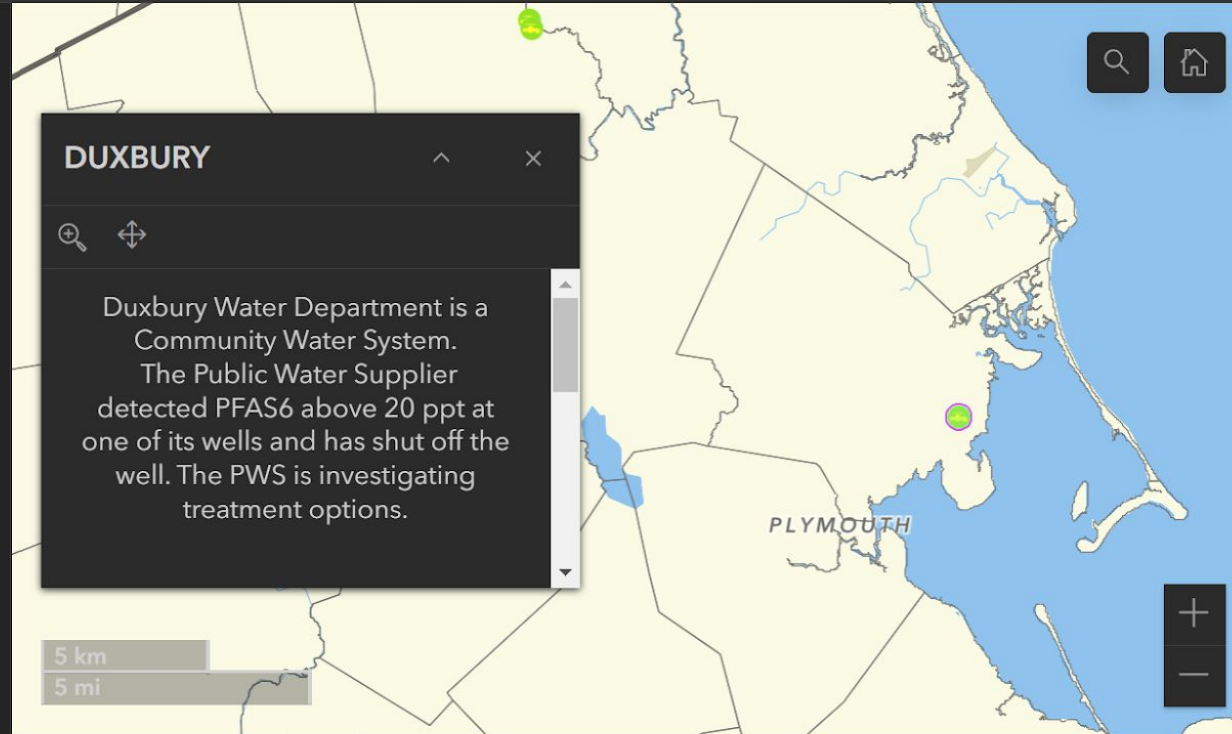 DUXBURY
Duxbury Water Department is a
Community Water System.
The Public Water Supplier
detected PFAS6 above 20 ppt at
one of its wells and has shut off the
well. The PWS is investigating
treatment options.
PLYMOUTH
5 km
5 mi